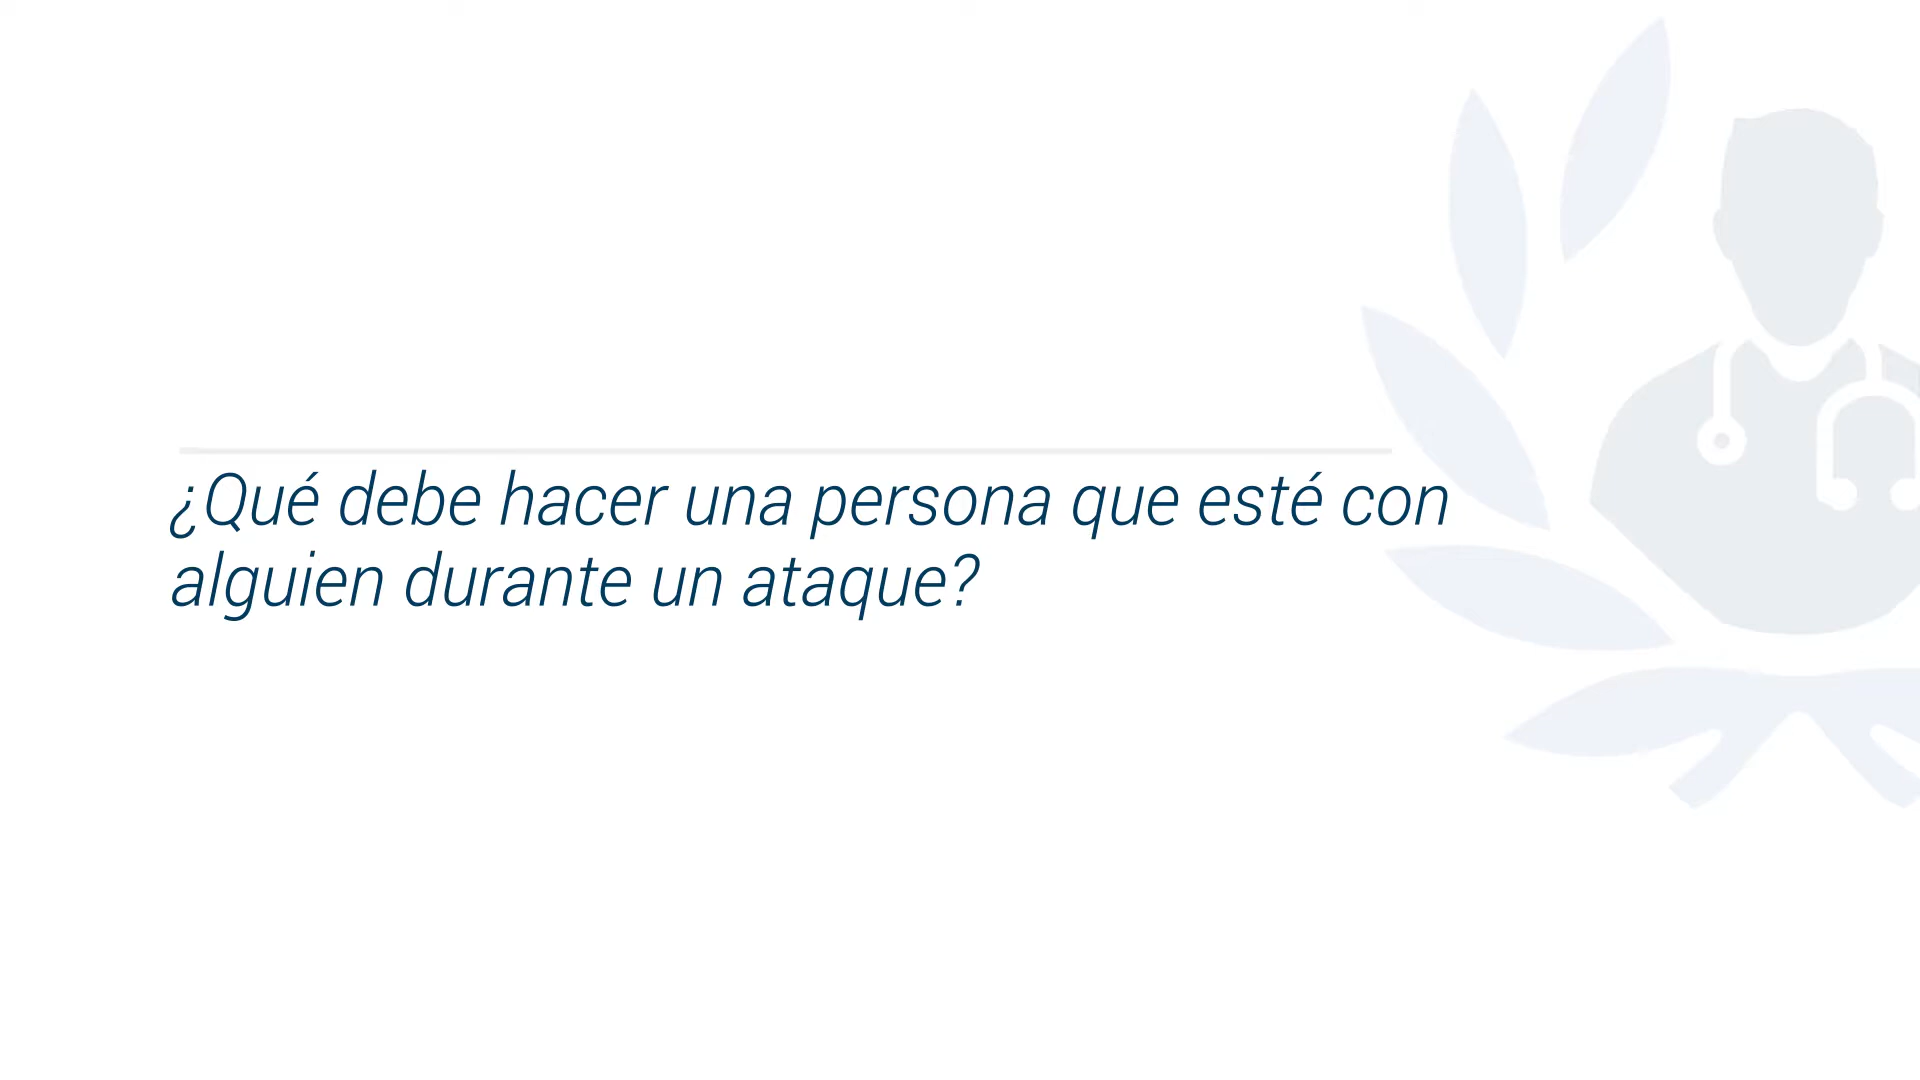 ¿Qué debe hacer una persona que esté con
alguien durante un ataque?